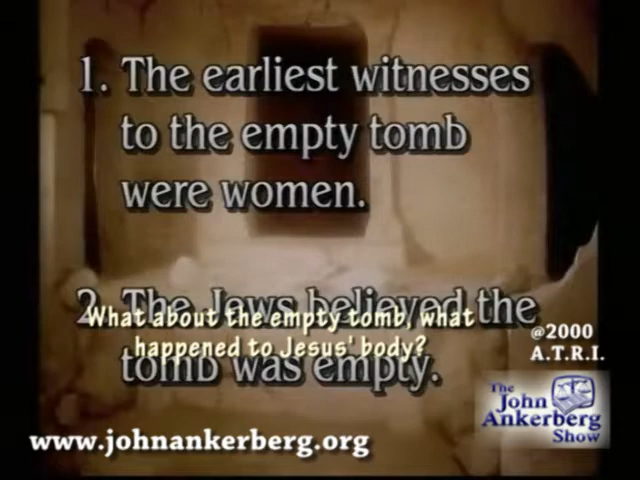 1. The earliest witnesses
to the empty tomb
were women.
2. The Jews believed the
tomb was empty.
What about the empty tomb, what
happened to Jesus' body?
@2000
A.T.R.I.
The
John
Ankerberg
Show
www.johnankerberg.org